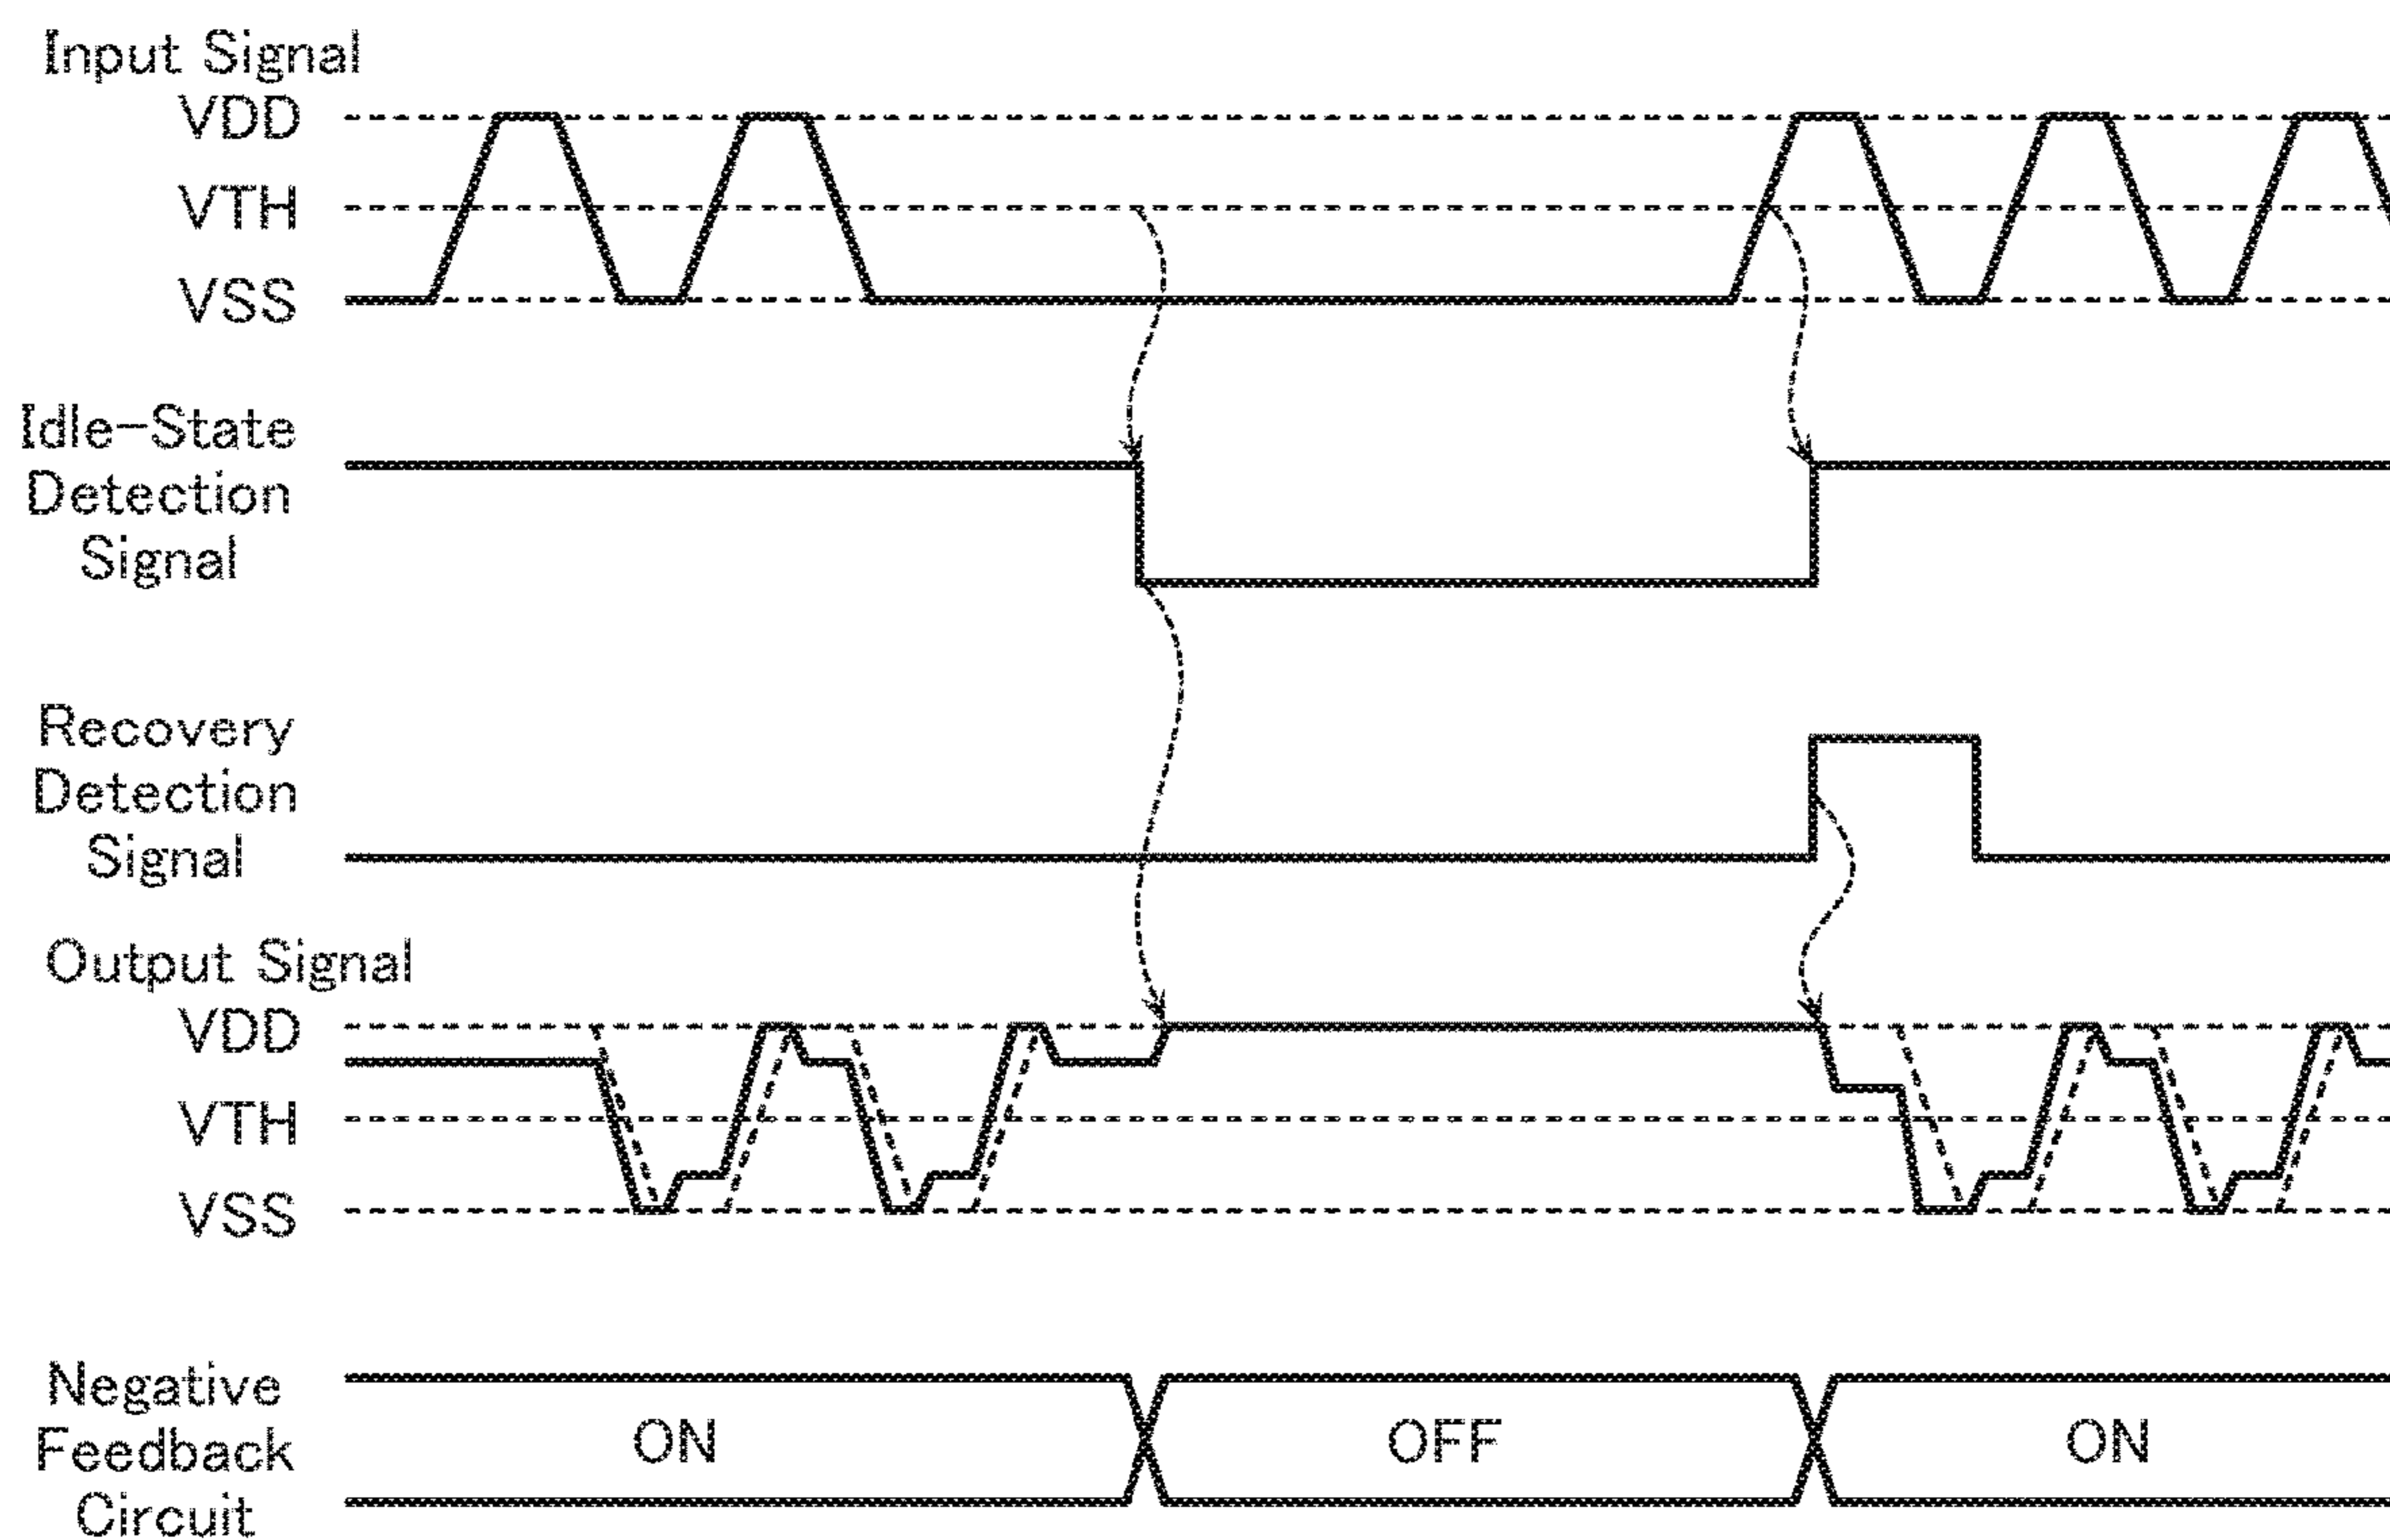 Input Signal
VDD
VTH
VSS
Idle-State
Detection
Signal
Recovery
Detection
Signal
Output Signal
VDD
VTH
VSS
Negative
Feedback
Circuit
ON
OFF
ON